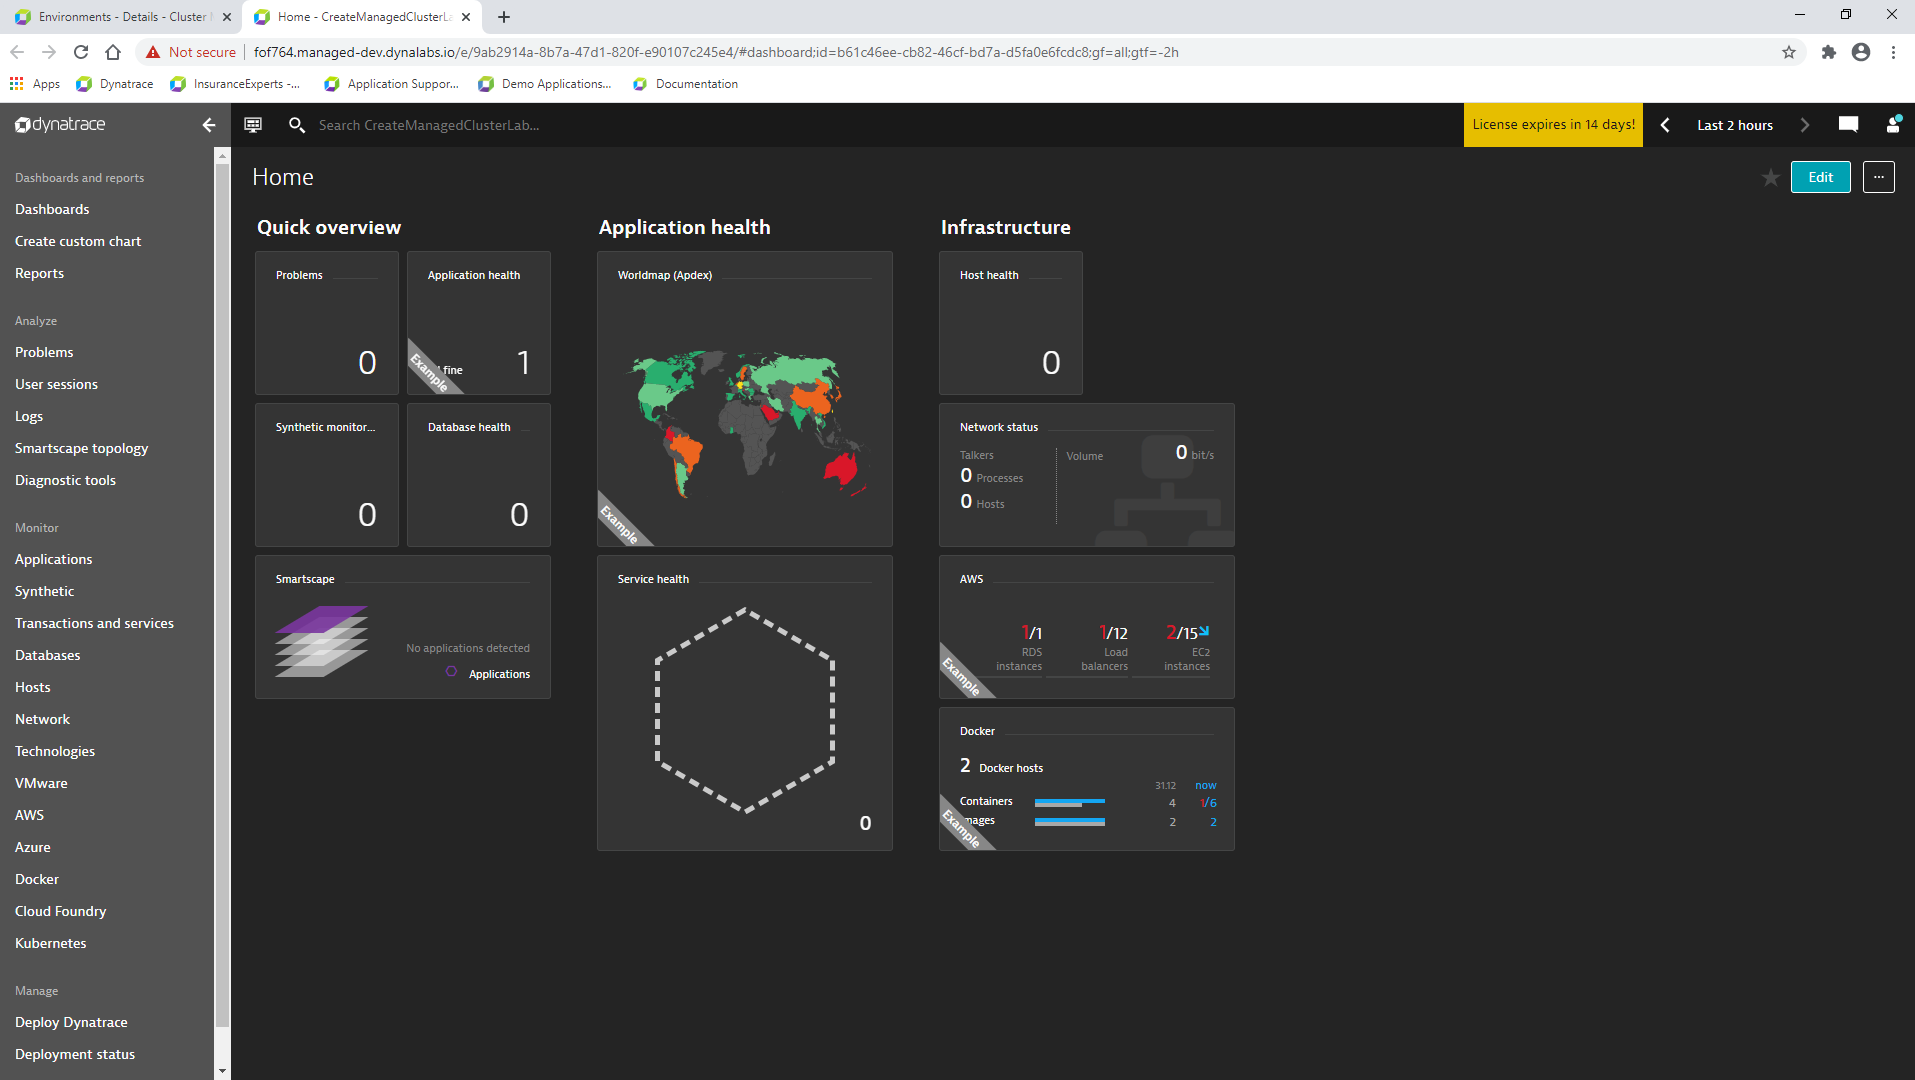 Environments - Details - Cluster
Home - CreateManagedClusterLa
Not secure
fof764.managed-dev.dynalabs.io/e/9ab2914a-8b7a-47d1-820f-e90107c245e4/#dashboard;id=b61c46ee-cb82-46cf-bd7a-d5fa0e6fcdc8;gf=all;gtf=-2h
Apps
Dynatrace
InsuranceExperts -...
Application Suppor...
Demo Applications...
Documentation
dynatrace
Search CreateManagedClusterLab...
License expires in 14 days!
Last 2 hours
Dashboards and reports
Dashboards
Create custom chart
Reports
Analyze
Problems
User sessions
Logs
Smartscape topology
Diagnostic tools
Monitor
Applications
Synthetic
Transactions and services
Databases
Hosts
Network
Technologies
VMware
AWS
Azure
Docker
Cloud Foundry
Kubernetes
Manage
Deploy Dynatrace
Deployment status
Home
Edit
...
Quick overview
Problems
0
Application health
fine
1
Example
Synthetic monitor...
0
Database health
0
Smartscape
No applications detected
Applications
Application health
Worldmap (Apdex)
Example
Service health
0
Infrastructure
Host health
0
Network status
Talkers
0 Processes
0 Hosts
Volume
0 bit/s
AWS
1/1
RDS
instances
1/12
Load
balancers
2/15
EC2
instances
Example
Docker
2 Docker hosts
31.12 now
Containers 4 1/6
mages 2 2
Example